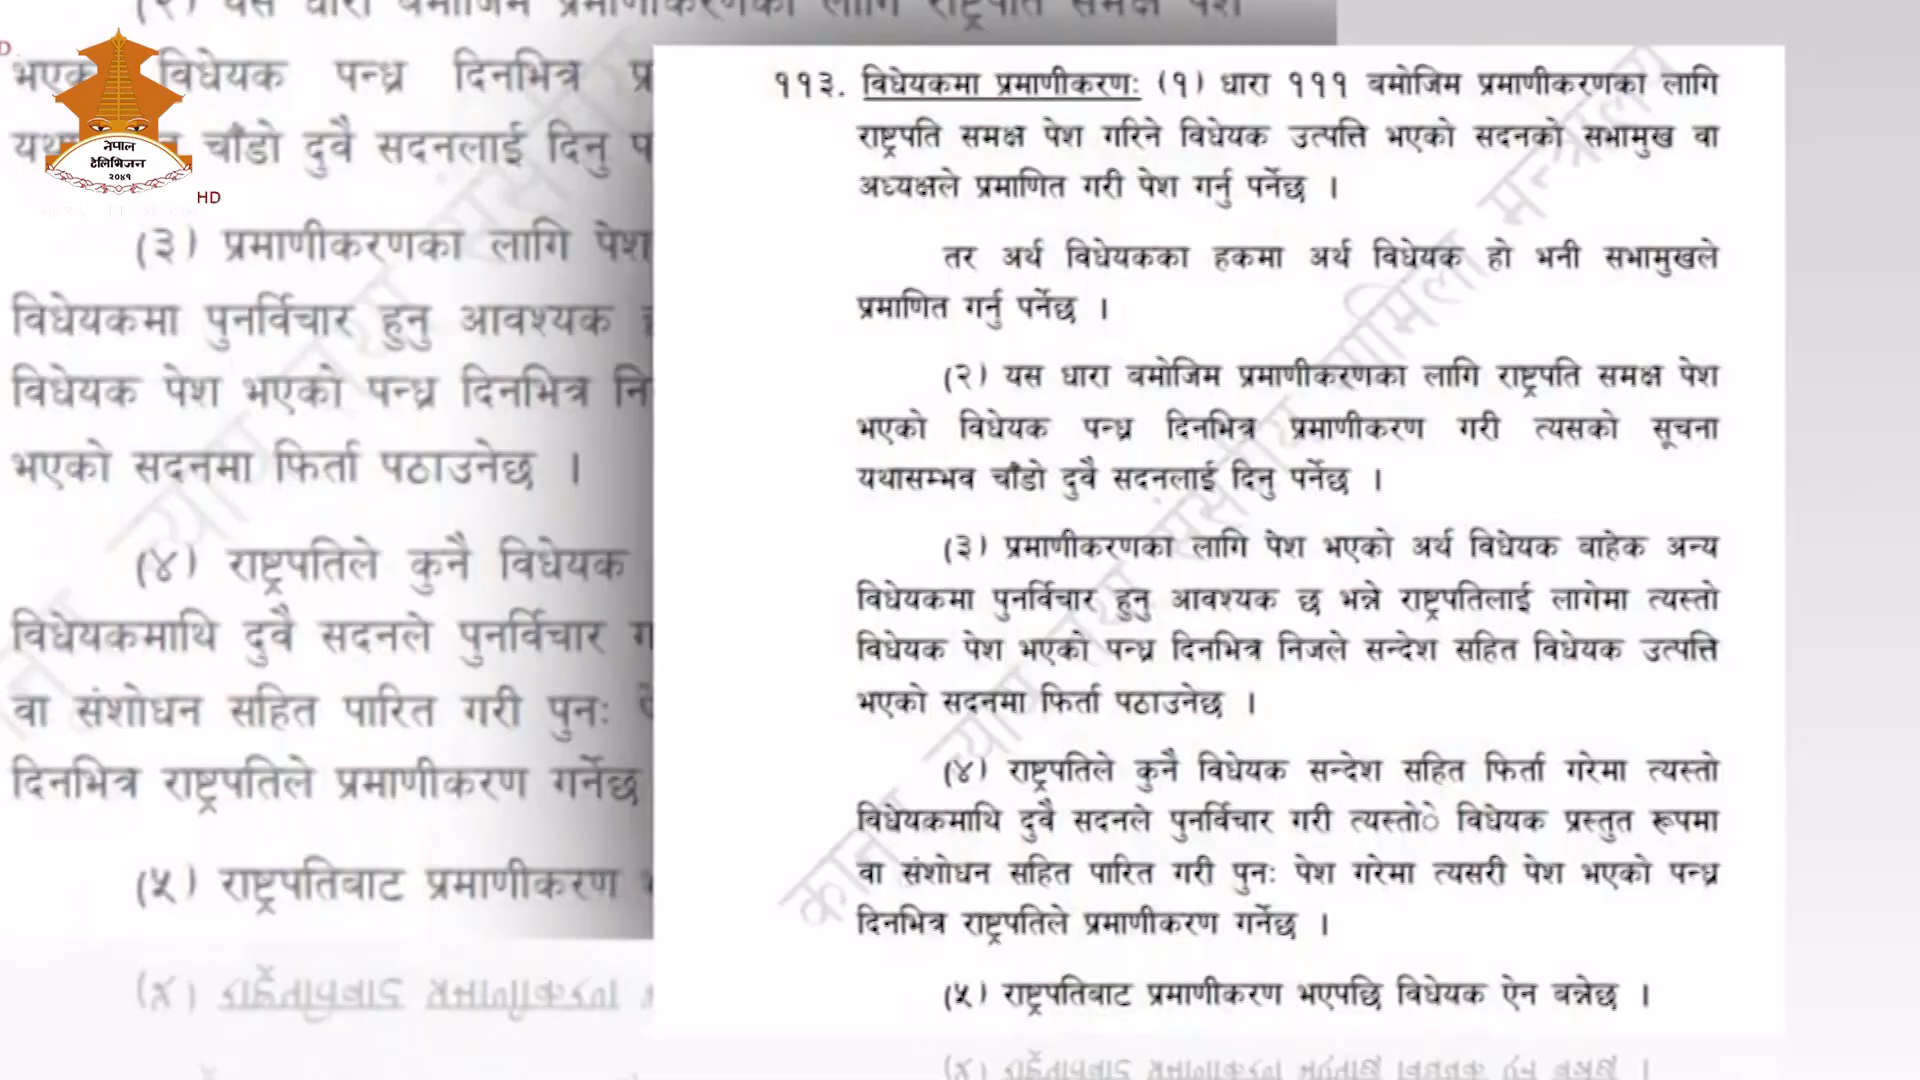 नेपाल
टेलिभिजन
२०४१
HD
(२) यस धारा बमोजिम प्रमाणीकरणका लागि राष्ट्रपति समक्ष पेश
विधेयक पन्ध्र दिनभित्र
चाँडो दुवै सदनलाई दिनु
(३) प्रमाणीकरणका लागि पेश
विधेयकमा पुनर्विचार हुनु आवश्यक
विधेयक पेश भएको पन्ध्र दिनभित्र
भएको सदनमा फिर्ता पठाउनेछ ।
(४) राष्ट्रपतिले कुनै विधेयक
विधेयकमाथि दुवै सदनले पुनर्विचार
वा संशोधन सहित पारित गरी पुनः
दिनभित्र राष्ट्रपतिले प्रमाणीकरण गर्नेछ
(५) राष्ट्रपतिबाट प्रमाणीकरण
११३. विधेयकमा प्रमाणीकरणः (१) धारा १११ बमोजिम प्रमाणीकरणका लागि
राष्ट्रपति समक्ष पेश गरिने विधेयक उत्पत्ति भएको सदनको सभामुख वा
अध्यक्षले प्रमाणित गरी पेश गर्नु पर्नेछ ।
तर अर्थ विधेयकका हकमा अर्थ विधेयक हो भनी सभामुखले
प्रमाणित गर्नु पर्नेछ ।
(२) यस धारा बमोजिम प्रमाणीकरणका लागि राष्ट्रपति समक्ष पेश
भएको विधेयक पन्ध्र दिनभित्र प्रमाणीकरण गरी त्यसको सूचना
यथासम्भव चाँडो दुवै सदनलाई दिनु पर्नेछ ।
(३) प्रमाणीकरणका लागि पेश भएको अर्थ विधेयक बाहेक अन्य
विधेयकमा पुनर्विचार हुनु आवश्यक छ भन्ने राष्ट्रपतिलाई लागेमा त्यस्तो
विधेयक पेश भएको पन्ध्र दिनभित्र निजले सन्देश सहित विधेयक उत्पत्ति
भएको सदनमा फिर्ता पठाउनेछ ।
(४) राष्ट्रपतिले कुनै विधेयक सन्देश सहित फिर्ता गरेमा त्यस्तो
विधेयकमाथि दुवै सदनले पुनर्विचार गरी त्यस्तोे विधेयक प्रस्तुत रूपमा
वा संशोधन सहित पारित गरी पुनः पेश गरेमा त्यसरी पेश भएको पन्ध्र
दिनभित्र राष्ट्रपतिले प्रमाणीकरण गर्नेछ ।
(५) राष्ट्रपतिबाट प्रमाणीकरण भएपछि विधेयक ऐन बन्नेछ ।